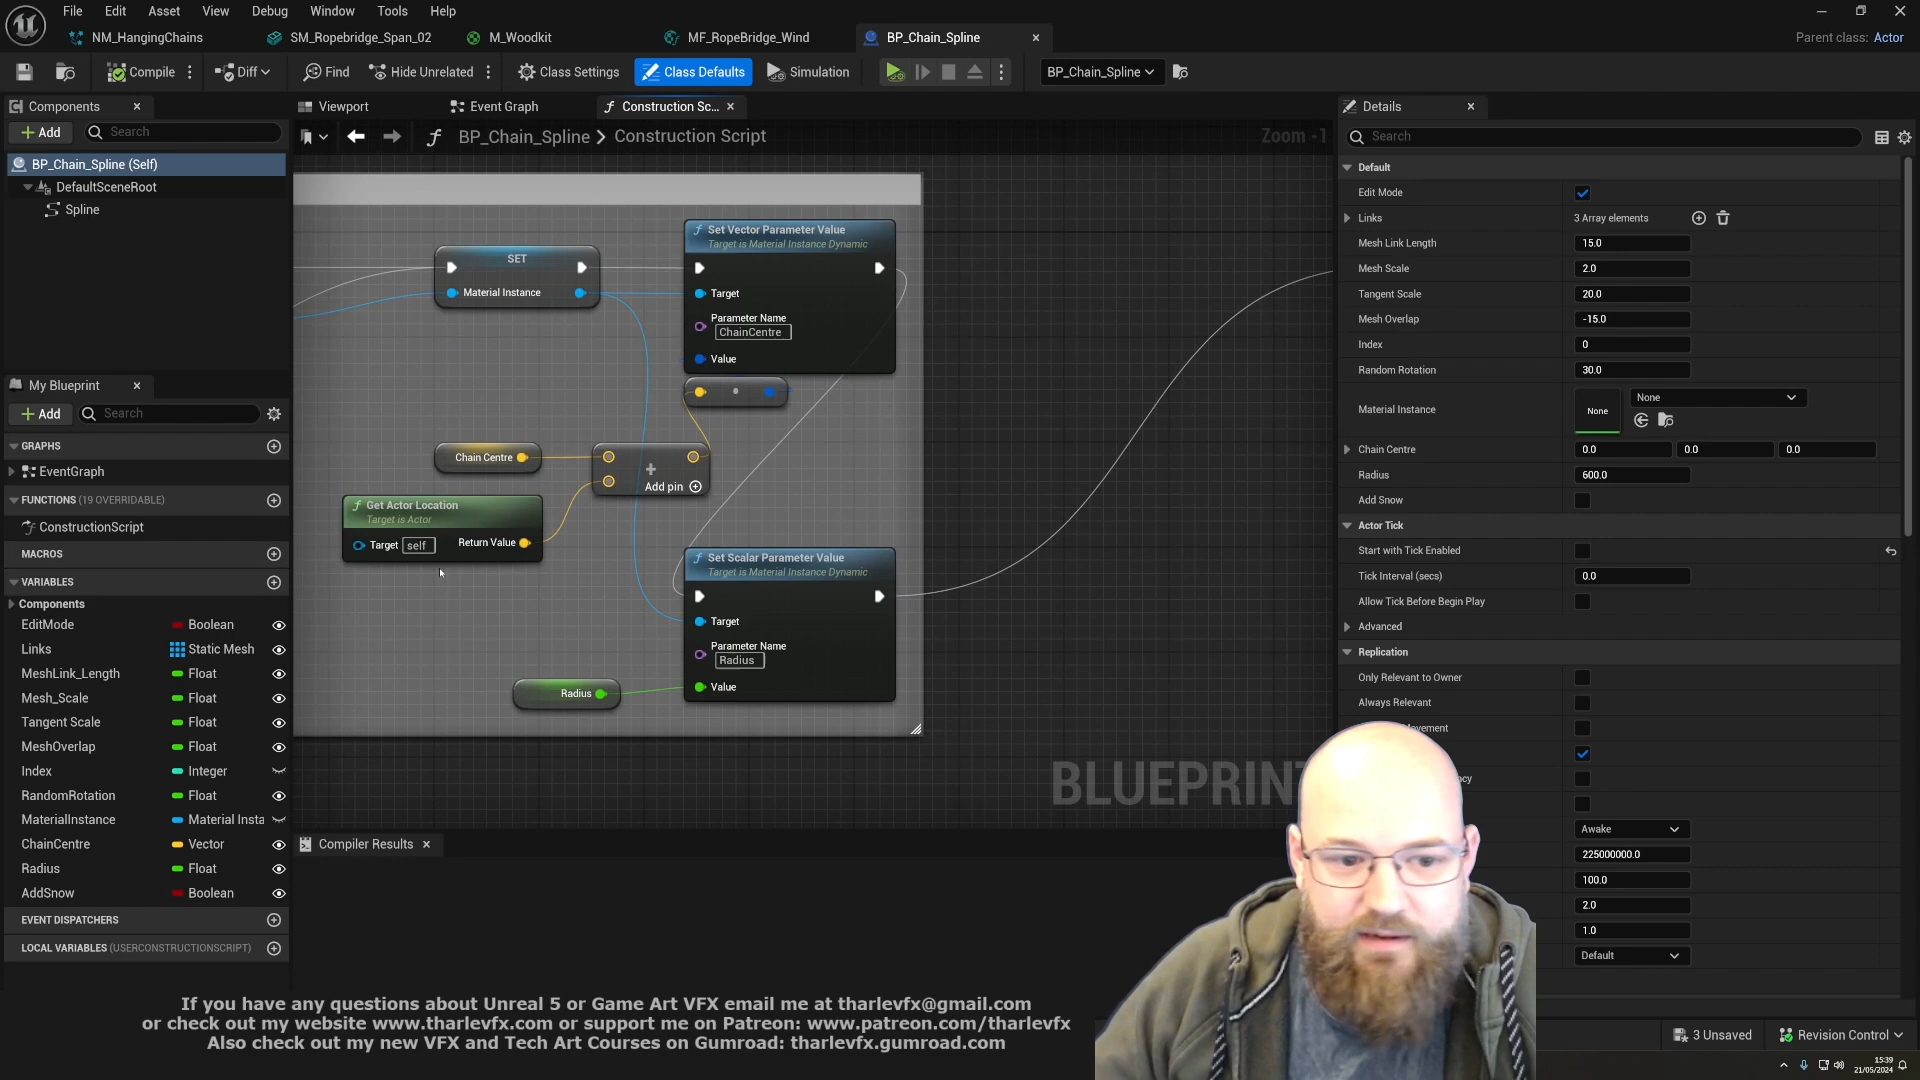 File Edit Asset View Debug Window Tools Help
NM_HangingChains SM_Ropebridge_Span_02 M_Woodkit MF_RopeBridge_Wind BP_Chain_Spline Parent class: Actor
Compile Diff Find Hide Unrelated Class Settings Class Defaults Simulation BP_Chain_Spline
Components
Add Search
BP_Chain_Spline (Self)
DefaultSceneRoot
Spline
My Blueprint
Add Search
GRAPHS
EventGraph
FUNCTIONS (19 OVERRIDABLE)
ConstructionScript
MACROS
VARIABLES
Components
EditMode Boolean
Links Static Mesh
MeshLink_Length Float
Mesh_Scale Float
Tangent Scale Float
MeshOverlap Float
Index Integer
RandomRotation Float
MaterialInstance Material Insta
ChainCentre Vector
Radius Float
AddSnow Boolean
EVENT DISPATCHERS
LOCAL VARIABLES (USERCONSTRUCTIONSCRIPT)
Viewport Event Graph Construction Sc...
BP_Chain_Spline > Construction Script Zoom -1
SET
Material Instance
Set Vector Parameter Value
Target is Material Instance Dynamic
Target
Parameter Name
ChainCentre
Value
Chain Centre
Add pin
Get Actor Location
Target is Actor
Target self Return Value
Set Scalar Parameter Value
Target is Material Instance Dynamic
Target
Parameter Name
Radius
Value
Radius
BLUEPRIN
Compiler Results
Details
Search
Default
Edit Mode
Links 3 Array elements
Mesh Link Length 15.0
Mesh Scale 2.0
Tangent Scale 20.0
Mesh Overlap -15.0
Index 0
Random Rotation 30.0
Material Instance None None
Chain Centre 0.0 0.0 0.0
Radius 600.0
Add Snow
Actor Tick
Start with Tick Enabled
Tick Interval (secs) 0.0
Allow Tick Before Begin Play
Advanced
Replication
Only Relevant to Owner
Always Relevant
ovement
cy
Awake
225000000.0
100.0
2.0
1.0
Default
If you have any questions about Unreal 5 or Game Art VFX email me at tharlevfx@gmail.com
or check out my website www.tharlevfx.com or support me on Patreon: www.patreon.com/tharlevfx
Also check out my new VFX and Tech Art Courses on Gumroad: tharlevfx.gumroad.com
3 Unsaved Revision Control
15:39
21/05/2024